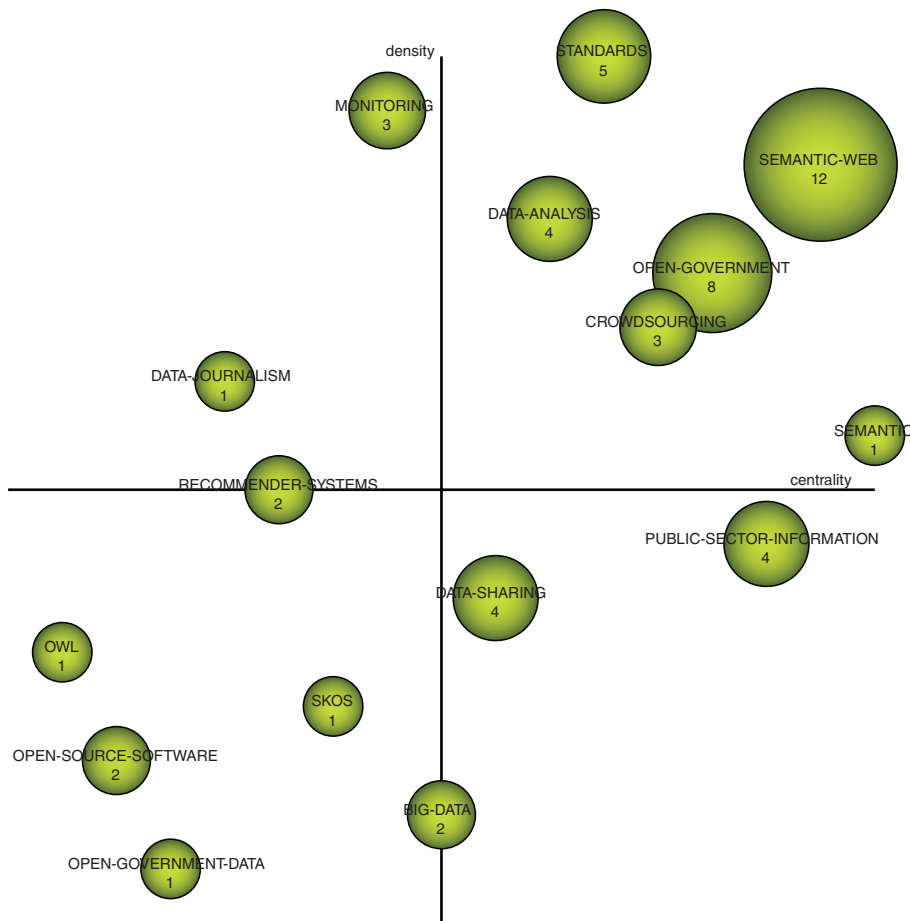 density
STANDARDS
5
MONITORING
3
SEMANTIC-WEB
12
DATA-ANALYSIS
4
OPEN-GOVERNMENT
8
CROWDSOURCING
3
DATA-JOURNALISM
1
SEMANTIC
1
centrality
RECOMMENDER-SYSTEMS
2
PUBLIC-SECTOR-INFORMATION
4
DATA-SHARING
4
OWL
1
SKOS
1
OPEN-SOURCE-SOFTWARE
2
BIG-DATA
2
OPEN-GOVERNMENT-DATA
1